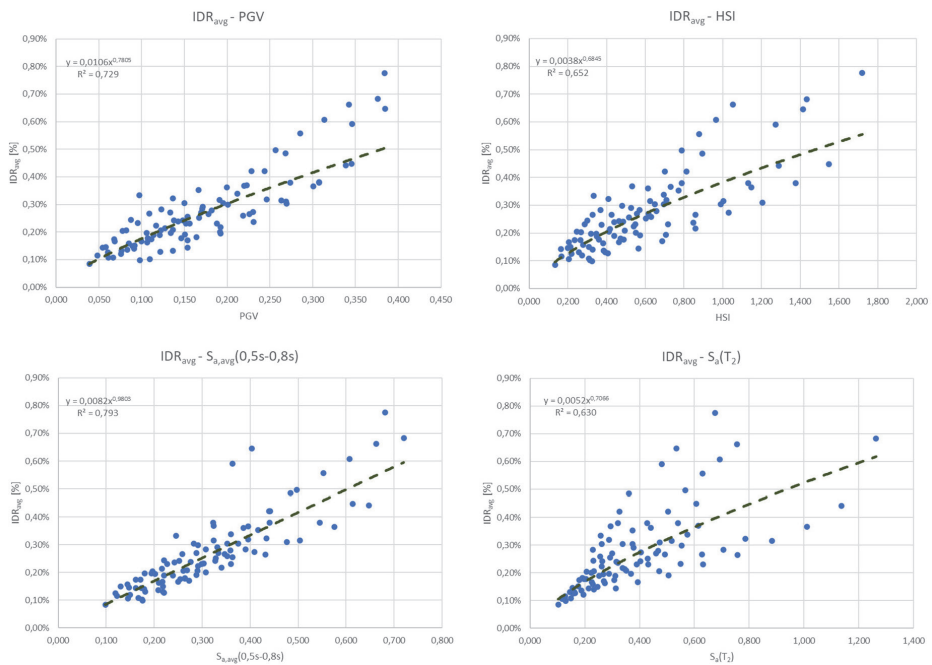 IDRavg - PGV
0,90%
0,80%
0,70%
0,60%
0,50%
0,40%
0,30%
0,20%
0,10%
0,00%
IDRavg [%]
y = 0,0106x^0,7805
R² = 0,729
0,000 0,050 0,100 0,150 0,200 0,250 0,300 0,350 0,400 0,450
PGV
IDRavg - HSI
0,90%
0,80%
0,70%
0,60%
0,50%
0,40%
0,30%
0,20%
0,10%
0,00%
IDRavg [%]
y = 0,0038x^0,6845
R² = 0,652
0,000 0,200 0,400 0,600 0,800 1,000 1,200 1,400 1,600 1,800 2,000
HSI
IDRavg - Sa,avg(0,5s-0,8s)
0,90%
0,80%
0,70%
0,60%
0,50%
0,40%
0,30%
0,20%
0,10%
0,00%
IDRavg [%]
y = 0,0082x^0,9803
R² = 0,793
0,000 0,100 0,200 0,300 0,400 0,500 0,600 0,700 0,800
Sa,avg(0,5s-0,8s)
IDRavg - Sa(T2)
0,90%
0,80%
0,70%
0,60%
0,50%
0,40%
0,30%
0,20%
0,10%
0,00%
IDRavg [%]
y = 0,0052x^0,7066
R² = 0,630
0,000 0,200 0,400 0,600 0,800 1,000 1,200 1,400
Sa(T2)